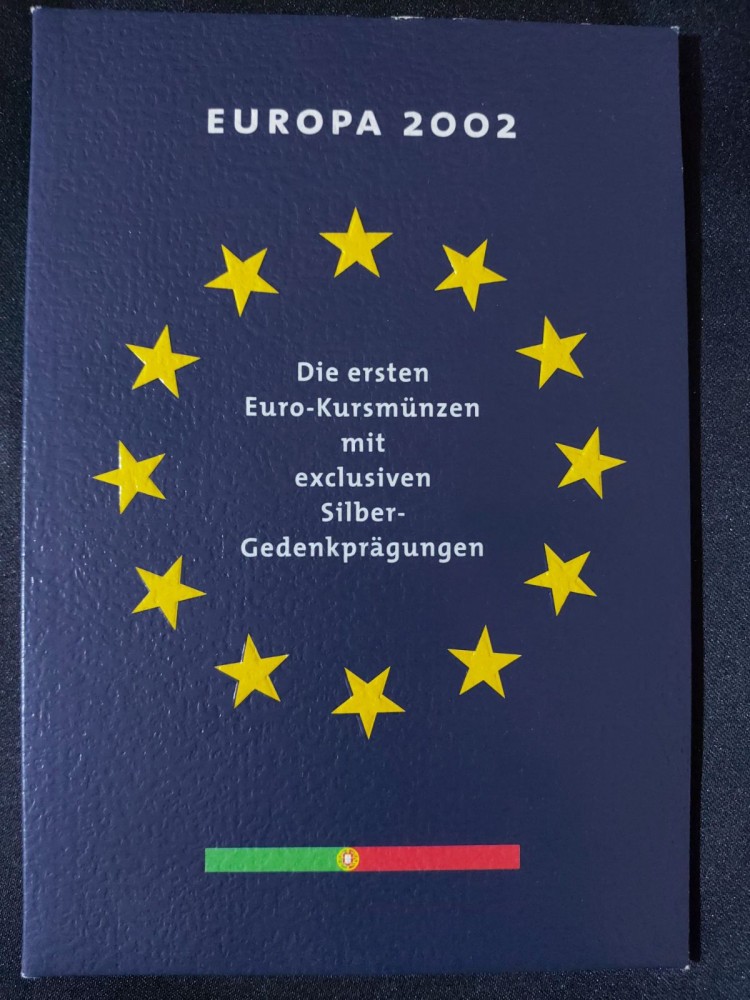 EUROPA 2002
Die ersten
Euro-Kursmünzen
mit
exclusiven
Silber-
Gedenkprägungen